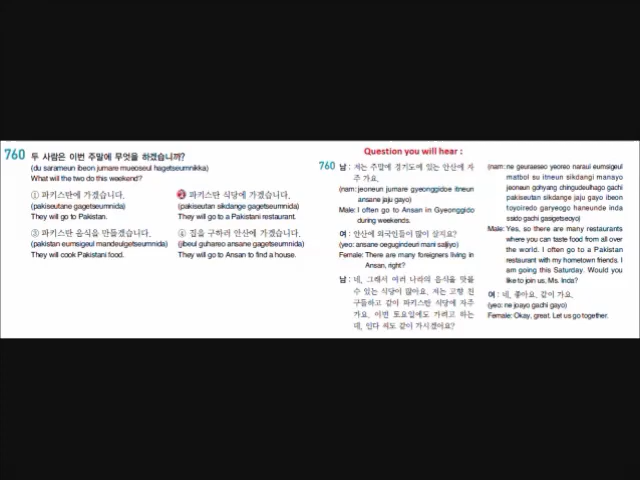 760 두 사람은 이번 주말에 무엇을 하겠습니까?
(du sarameun ibeon jumare mueoseul hagetseumnikka)
What will the two do this weekend?
① 파키스탄에 가겠습니다.
(pakiseutane gagetseumnida)
They will go to Pakistan.
② 파키스탄 식당에 가겠습니다.
(pakiseutan sikdange gagetseumnida)
They will go to a Pakistani restaurant.
③ 파키스탄 음식을 만들겠습니다.
(pakistan eumsigeul mandeulgetseumnida)
They will cook Pakistani food.
④ 집을 구하러 안산에 가겠습니다.
(jibeul guhareo ansane gagetseumnida)
They will go to Ansan to find a house.
Question you will hear :
760 남 : 저는 주말에 경기도에 있는 안산에 자
주 가요.
(nam: jeoneun jumare gyeonggidoe itneun
ansane jaju gayo)
Male: I often go to Ansan in Gyeonggido
during weekends.
여 : 안산에 외국인들이 많이 살지요?
(yeo: ansane oegugindeuri mani saljiyo)
Female: There are many foreigners living in
Ansan, right?
남 : 네, 그래서 여러 나라의 음식을 맛볼
수 있는 식당이 많아요. 저는 고향 친
구들하고 같이 파키스탄 식당에 자주
가요. 이번 토요일에도 가려고 하는
데, 인다 씨도 같이 가시겠어요?
(nam: ne geuraeseo yeoreo naraui eumsigeul
matbol su itneun sikdangi manayo
jeoneun gohyang chingudeulhago gachi
pakiseutan sikdange jaju gayo ibeon
toyoiredo garyeogo haneunde inda
ssido gachi gasigetseoyo)
Male: Yes, so there are many restaurants
where you can taste food from all over
the world. I often go to a Pakistani
restaurant with my hometown friends. I
am going this Saturday. Would you
like to join us, Ms. Inda?
여 : 네, 좋아요. 같이 가요.
(yeo: ne joayo gachi gayo)
Female: Okay, great. Let us go together.